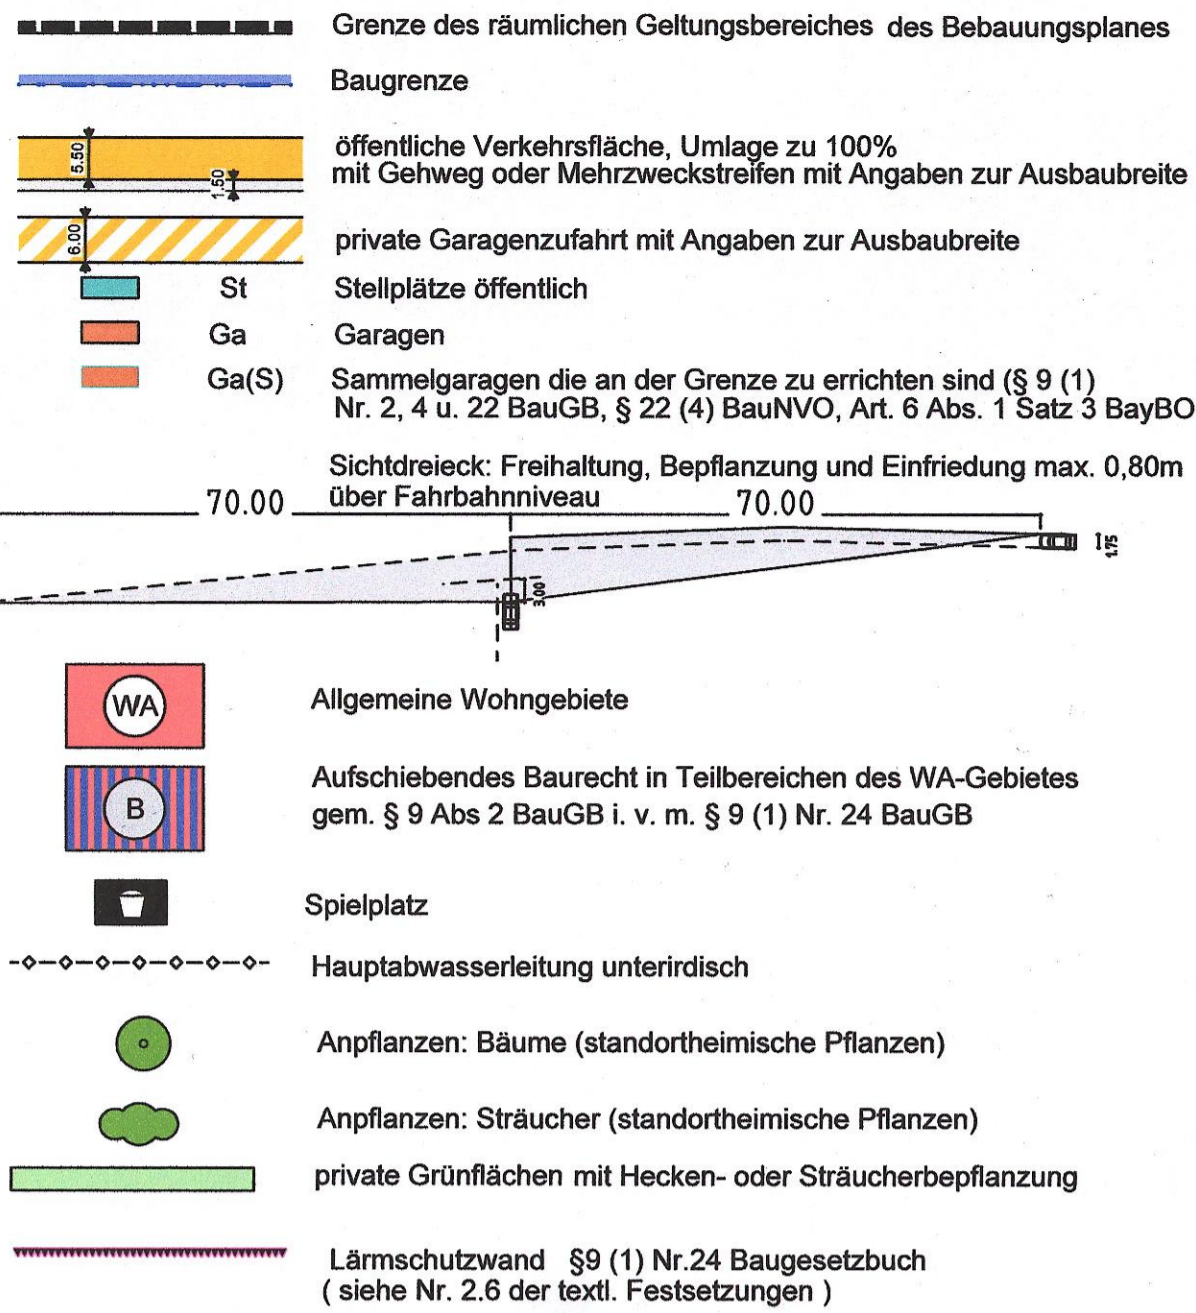 Grenze des räumlichen Geltungsbereiches des Bebauungsplanes
Baugrenze
5.50
1.50
öffentliche Verkehrsfläche, Umlage zu 100%
mit Gehweg oder Mehrzweckstreifen mit Angaben zur Ausbaubreite
6.00
private Garagenzufahrt mit Angaben zur Ausbaubreite
St Stellplätze öffentlich
Ga Garagen
Ga(S) Sammelgaragen die an der Grenze zu errichten sind (§ 9 (1)
Nr. 2, 4 u. 22 BauGB, § 22 (4) BauNVO, Art. 6 Abs. 1 Satz 3 BayBO
Sichtdreieck: Freihaltung, Bepflanzung und Einfriedung max. 0,80m
über Fahrbahnniveau
70.00 70.00
1.75
3.00
WA Allgemeine Wohngebiete
B
Aufschiebendes Baurecht in Teilbereichen des WA-Gebietes
gem. § 9 Abs 2 BauGB i. v. m. § 9 (1) Nr. 24 BauGB
Spielplatz
Hauptabwasserleitung unterirdisch
Anpflanzen: Bäume (standortheimische Pflanzen)
Anpflanzen: Sträucher (standortheimische Pflanzen)
private Grünflächen mit Hecken- oder Sträucherbepflanzung
Lärmschutzwand §9 (1) Nr.24 Baugesetzbuch
( siehe Nr. 2.6 der textl. Festsetzungen )